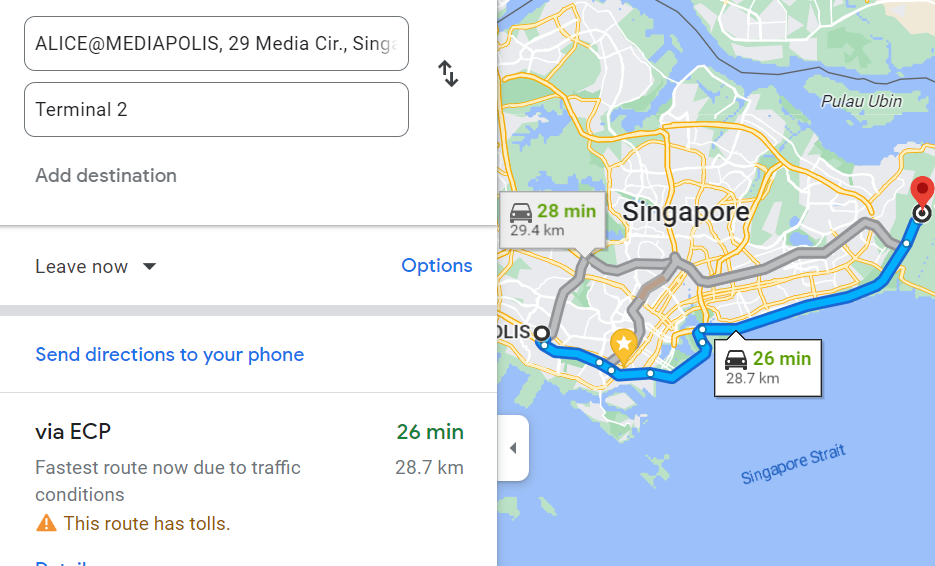 ALICE@MEDIAPOLIS, 29 Media Cir., Singa
Terminal 2
Add destination
Leave now
Options
Send directions to your phone
via ECP
26 min
Fastest route now due to traffic
28.7 km
conditions
This route has tolls.
Pulau Ubin
28 min
29.4 km
Singapore
OLIS
26 min
28.7 km
Singapore Strait